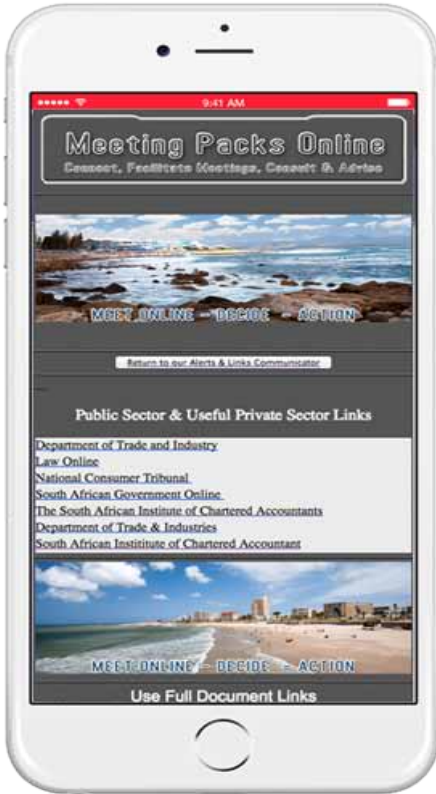 9:41 AM
Meeting Packs Online
Connect, Facilitate Meetings, Consult & Advise
MEET ONLINE - DECIDE - ACTION
Return to our Alerts & Links Communicator
Public Sector & Useful Private Sector Links
Department of Trade and Industry
Law Online
National Consumer Tribunal
South African Government Online
The South African Institute of Chartered Accountants
Department of Trade & Industries
South African Instititute of Chartered Accountant
MEET ONLINE - DECIDE - ACTION
Use Full Document Links